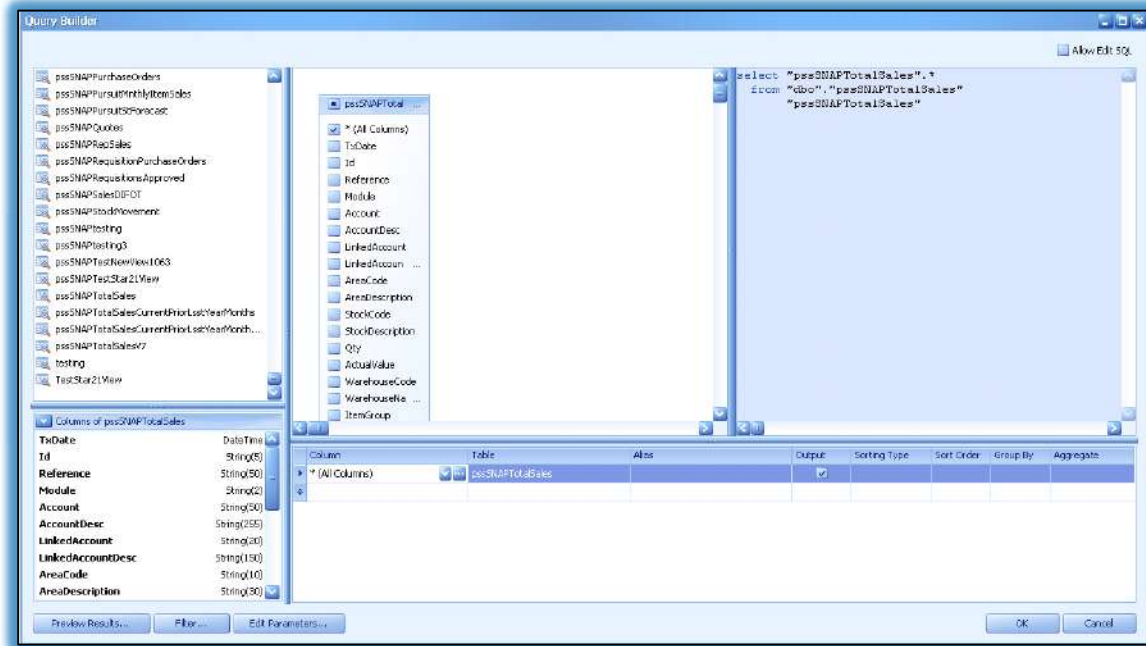 Query Builder
Allow Edit SQL
pssSNAPPurchaseOrders
pssSNAPPursuitMnthlyItemSales
pssSNAPPursuitStForecast
pssSNAPQuotes
pssSNAPRepSales
pssSNAPRequisitionPurchaseOrders
pssSNAPRequisitionsApproved
pssSNAPSalesDIFOT
pssSNAPStockMovement
pssSNAPtesting
pssSNAPtesting3
pssSNAPTestNewView1063
pssSNAPTestStar21View
pssSNAPTotalSales
pssSNAPTotalSalesCurrentPriorLsstYearMonths
pssSNAPTotalSalesCurrentPriorLsstYearMonth...
pssSNAPTotalSalesV7
testing
TestStar21View
Columns of pssSNAPTotalSales
TxDate DateTime
Id String(5)
Reference String(50)
Module String(2)
Account String(50)
AccountDesc String(255)
LinkedAccount String(20)
LinkedAccountDesc String(150)
AreaCode String(10)
AreaDescription String(30)
pssSNAPTotal ...
* (All Columns)
TxDate
Id
Reference
Module
Account
AccountDesc
LinkedAccount
LinkedAccoun ...
AreaCode
AreaDescription
StockCode
StockDescription
Qty
ActualValue
WarehouseCode
WarehouseNa ...
ItemGroup
select "pssSNAPTotalSales".*
from "dbo"."pssSNAPTotalSales"
"pssSNAPTotalSales"
Column Table Alias Output Sorting Type Sort Order Group By Aggregate
* (All Columns) pssSNAPTotalSales
Preview Results... Filter... Edit Parameters... OK Cancel